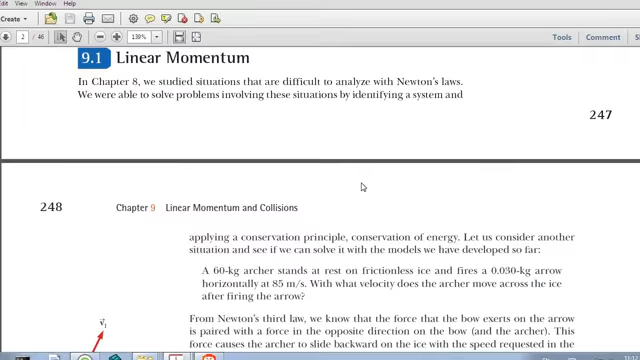 Create
2 / 46
139%
Tools
Comment
Share
9.1 Linear Momentum
In Chapter 8, we studied situations that are difficult to analyze with Newton's laws.
We were able to solve problems involving these situations by identifying a system and
247
248 Chapter 9 Linear Momentum and Collisions
applying a conservation principle, conservation of energy. Let us consider another
situation and see if we can solve it with the models we have developed so far:
A 60-kg archer stands at rest on frictionless ice and fires a 0.030-kg arrow
horizontally at 85 m/s. With what velocity does the archer move across the ice
after firing the arrow?
From Newton's third law, we know that the force that the bow exerts on the arrow
is paired with a force in the opposite direction on the bow (and the archer). This
force causes the archer to slide backward on the ice with the speed requested in the
v⃗1